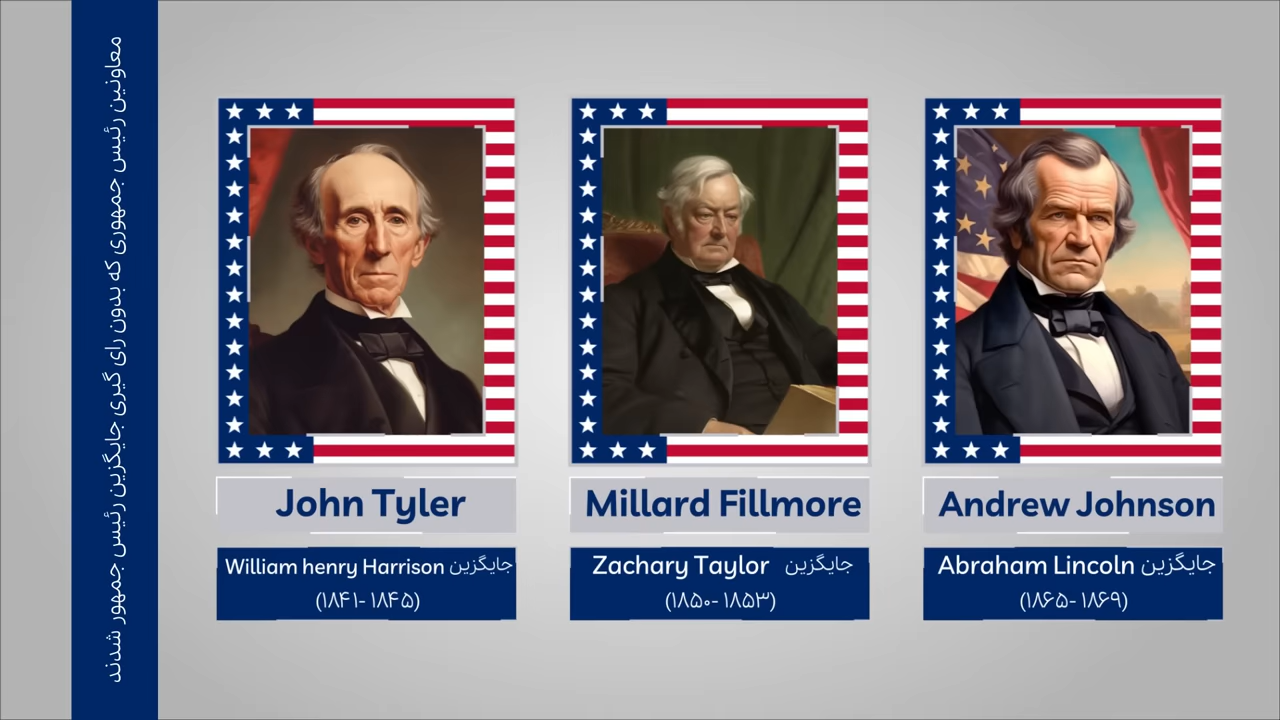 معاونین رئیس جمهوری که بدون رای گیری جایگزین رئیس جمهور شدند
John Tyler
جایگزین William henry Harrison
(۱۸۴۱- ۱۸۴۵)
Millard Fillmore
جایگزین Zachary Taylor
(۱۸۵۰- ۱۸۵۳)
Andrew Johnson
جایگزین Abraham Lincoln
(۱۸۶۵- ۱۸۶۹)